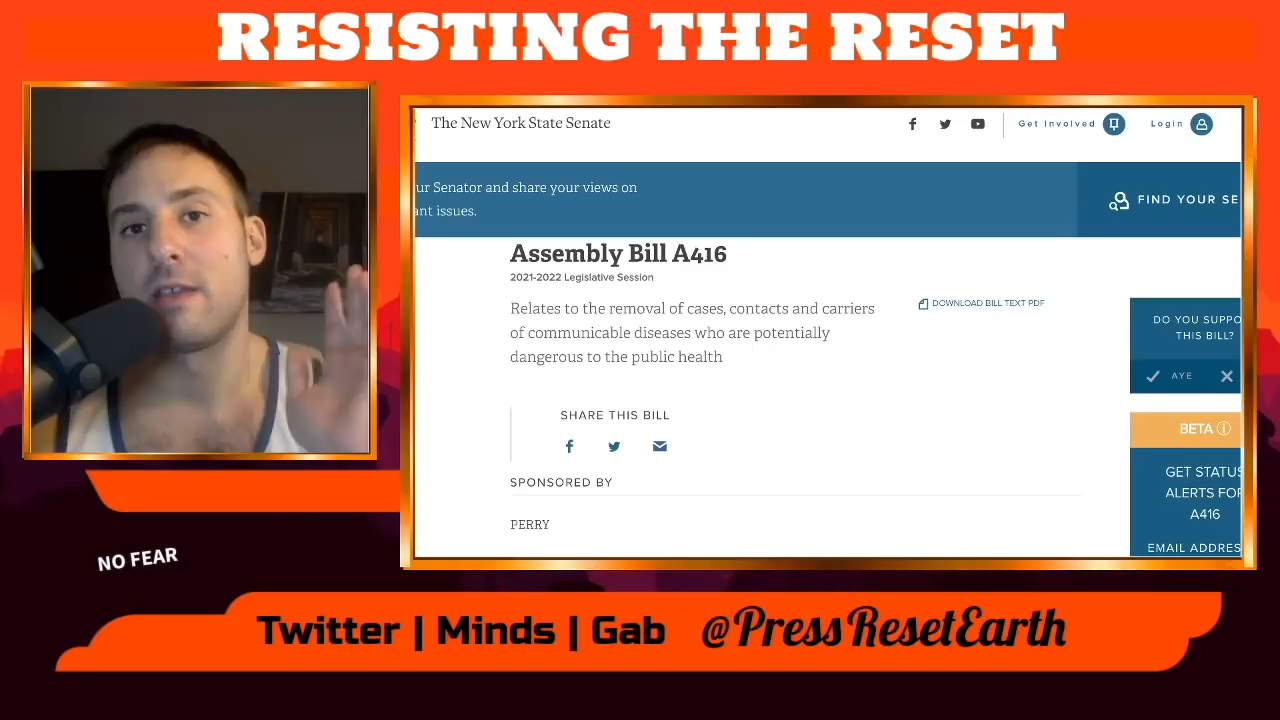 RESISTING THE RESET
The New York State Senate
Get Involved
Login
ur Senator and share your views on
ant issues.
FIND YOUR SE
Assembly Bill A416
2021-2022 Legislative Session
Relates to the removal of cases, contacts and carriers
of communicable diseases who are potentially
dangerous to the public health
DOWNLOAD BILL TEXT PDF
DO YOU SUPPO
THIS BILL?
AYE
SHARE THIS BILL
BETA
SPONSORED BY
GET STATUS
ALERTS FOR
A416
PERRY
EMAIL ADDRES
NO FEAR
Twitter | Minds | Gab @PressResetEarth